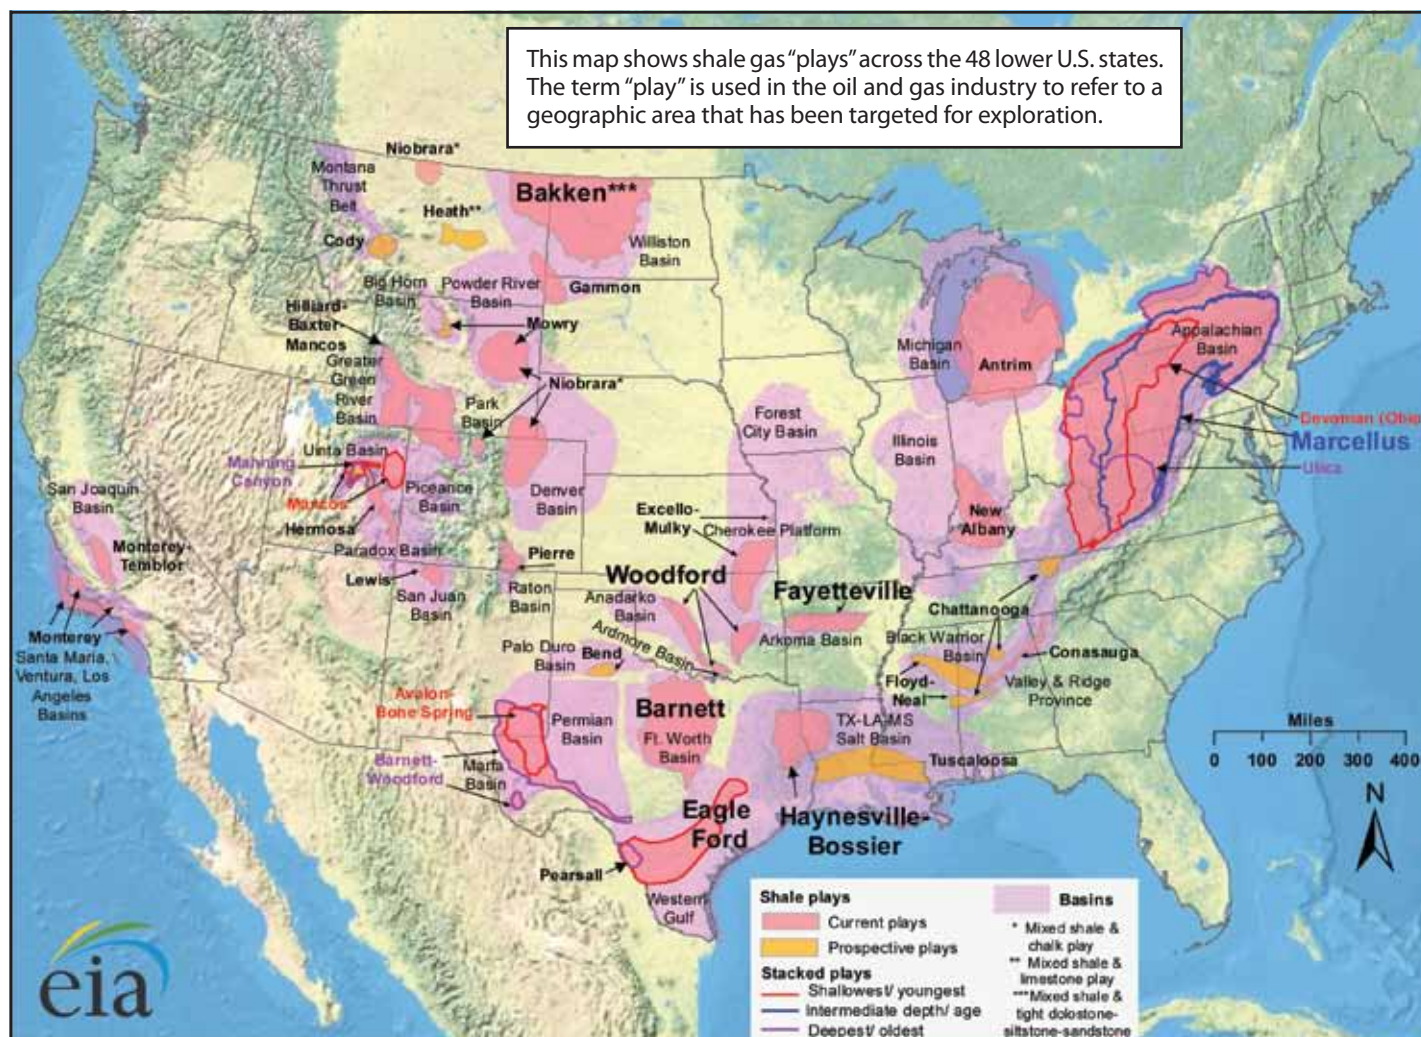 This map shows shale gas “plays” across the 48 lower U.S. states.
The term “play” is used in the oil and gas industry to refer to a
geographic area that has been targeted for exploration.
Niobrara*
Montana
Thrust
Belt
Bakken***
Heath**
Cody
Williston
Basin
Big Horn
Basin
Powder River
Basin
Gammon
Hilliard-
Baxter-
Mancos
Mowry
Greater
Green
River
Basin
Niobrara*
Park
Basin
Michigan
Basin
Antrim
Appalachian
Basin
Devonian (Ohio
Marcellus
Utica
Forest
City Basin
Illinois
Basin
Uinta Basin
Manning
Canyon
Mancos
Piceance
Basin
Denver
Basin
San Joaquin
Basin
Hermosa
Excello-
Mulky
Cherokee Platform
New
Albany
Monterey-
Temblor
Paradox Basin
Lewis
San Juan
Basin
Pierre
Raton
Basin
Woodford
Anadarko
Basin
Fayetteville
Chattanooga
Arkoma Basin
Black Warrior
Basin
Ardmore Basin
Palo Duro
Basin
Bend
Conasauga
Monterey
Santa Maria,
Ventura, Los
Angeles
Basins
Floyd-
Neal
Valley & Ridge
Province
Avalon-
Bone Spring
Permian
Basin
Barnett
Ft. Worth
Basin
TX-LA-MS
Salt Basin
Tuscaloosa
Barnett-
Woodford
Marfa
Basin
Eagle
Ford
Haynesville-
Bossier
Pearsall
Western
Gulf
Miles
0 100 200 300 400
N
eia
Shale plays
Current plays
Prospective plays
Stacked plays
Shallowest/ youngest
Intermediate depth/ age
Deepest/ oldest
Basins
* Mixed shale &
chalk play
** Mixed shale &
limestone play
***Mixed shale &
tight dolostone-
siltstone-sandstone